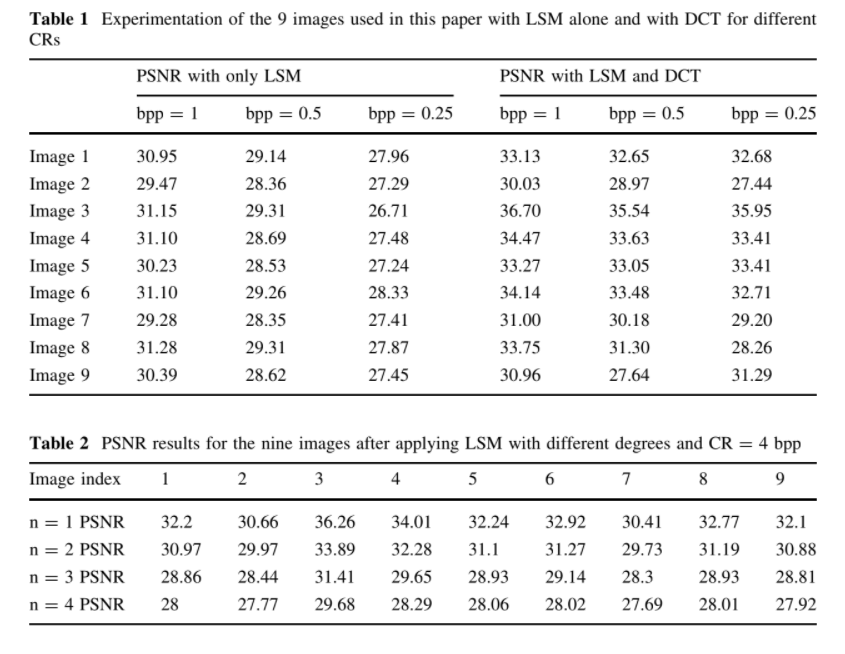 Table 1 Experimentation of the 9 images used in this paper with LSM alone and with DCT for different
CRs
PSNR with only LSM PSNR with LSM and DCT
bpp = 1 bpp = 0.5 bpp = 0.25 bpp = 1 bpp = 0.5 bpp = 0.25
Image 1 30.95 29.14 27.96 33.13 32.65 32.68
Image 2 29.47 28.36 27.29 30.03 28.97 27.44
Image 3 31.15 29.31 26.71 36.70 35.54 35.95
Image 4 31.10 28.69 27.48 34.47 33.63 33.41
Image 5 30.23 28.53 27.24 33.27 33.05 33.41
Image 6 31.10 29.26 28.33 34.14 33.48 32.71
Image 7 29.28 28.35 27.41 31.00 30.18 29.20
Image 8 31.28 29.31 27.87 33.75 31.30 28.26
Image 9 30.39 28.62 27.45 30.96 27.64 31.29
Table 2 PSNR results for the nine images after applying LSM with different degrees and CR = 4 bpp
Image index 1 2 3 4 5 6 7 8 9
n = 1 PSNR 32.2 30.66 36.26 34.01 32.24 32.92 30.41 32.77 32.1
n = 2 PSNR 30.97 29.97 33.89 32.28 31.1 31.27 29.73 31.19 30.88
n = 3 PSNR 28.86 28.44 31.41 29.65 28.93 29.14 28.3 28.93 28.81
n = 4 PSNR 28 27.77 29.68 28.29 28.06 28.02 27.69 28.01 27.92